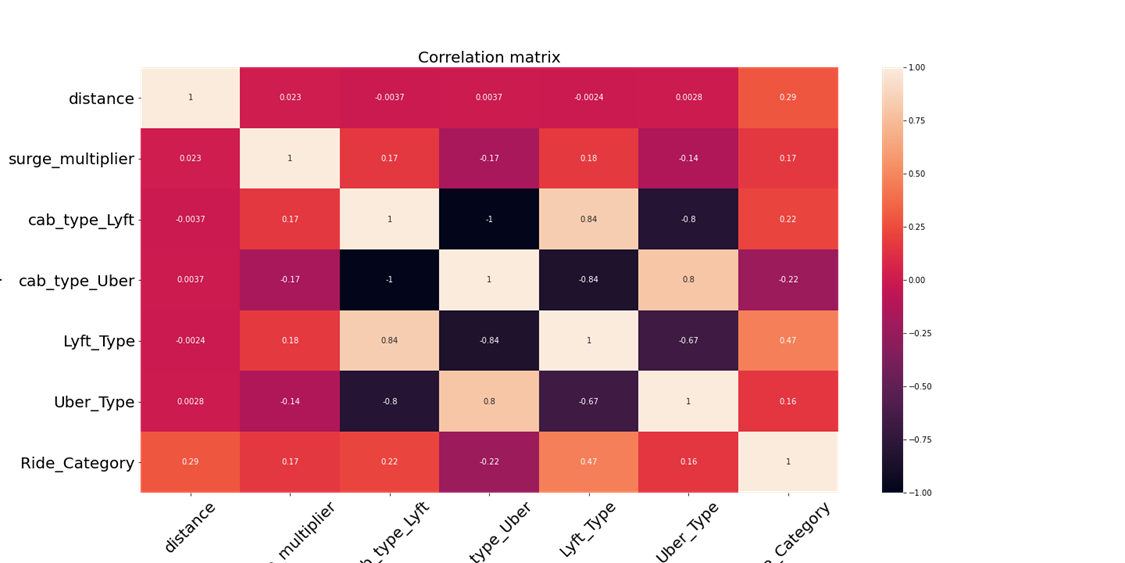 Correlation matrix
distance 1 0.023 -0.0037 0.0037 -0.0024 0.0028 0.29
surge_multiplier 0.023 1 0.17 -0.17 0.18 -0.14 0.17
cab_type_Lyft -0.0037 0.17 1 -1 0.84 -0.8 0.22
cab_type_Uber 0.0037 -0.17 -1 1 -0.84 0.8 -0.22
Lyft_Type -0.0024 0.18 0.84 -0.84 1 -0.67 0.47
Uber_Type 0.0028 -0.14 -0.8 0.8 -0.67 1 0.16
Ride_Category 0.29 0.17 0.22 -0.22 0.47 0.16 1
distance _multiplier b_type_Lyft type_Uber Lyft_Type Uber_Type _Category
1.00
0.75
0.50
0.25
0.00
−0.25
−0.50
−0.75
−1.00